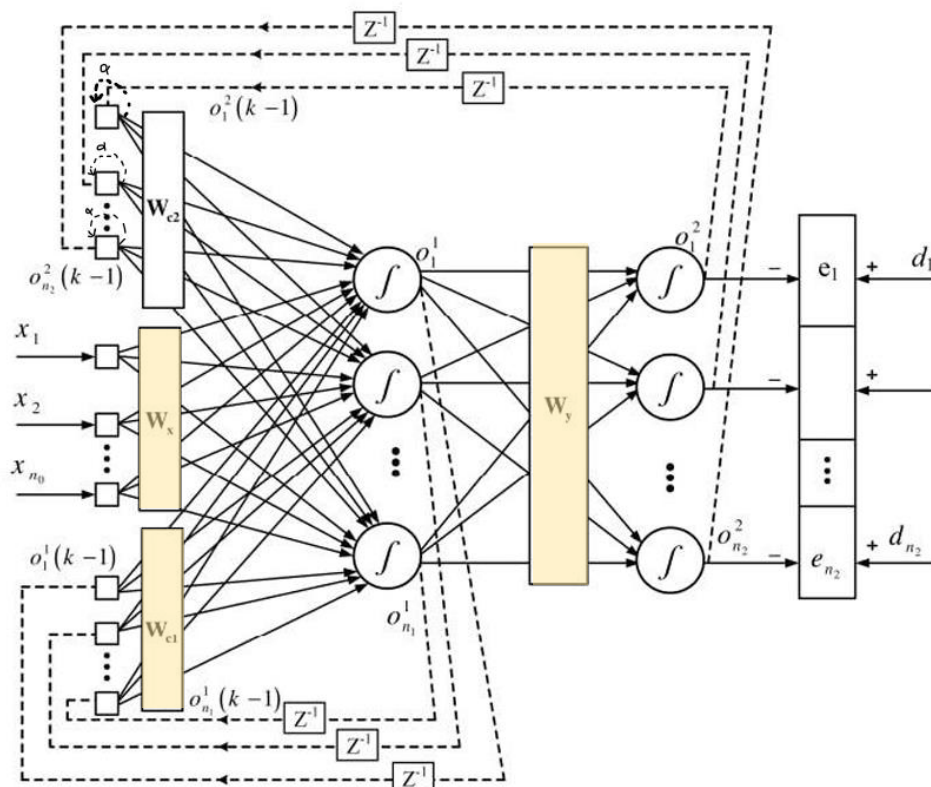 Z⁻¹
Z⁻¹
Z⁻¹
α
o₁²(k−1)
α
W_c2
α
o_{n₂}²(k−1)
o₁¹
o₁²
∫
∫
−
e₁
+
d₁
x₁
x₂
x_{n₀}
W_x
∫
W_y
∫
−
+
∫
o_{n₁}¹
∫
o_{n₂}²
−
e_{n₂}
+
d_{n₂}
o₁¹(k−1)
W_c1
o_{n₁}¹(k−1)
Z⁻¹
Z⁻¹
Z⁻¹